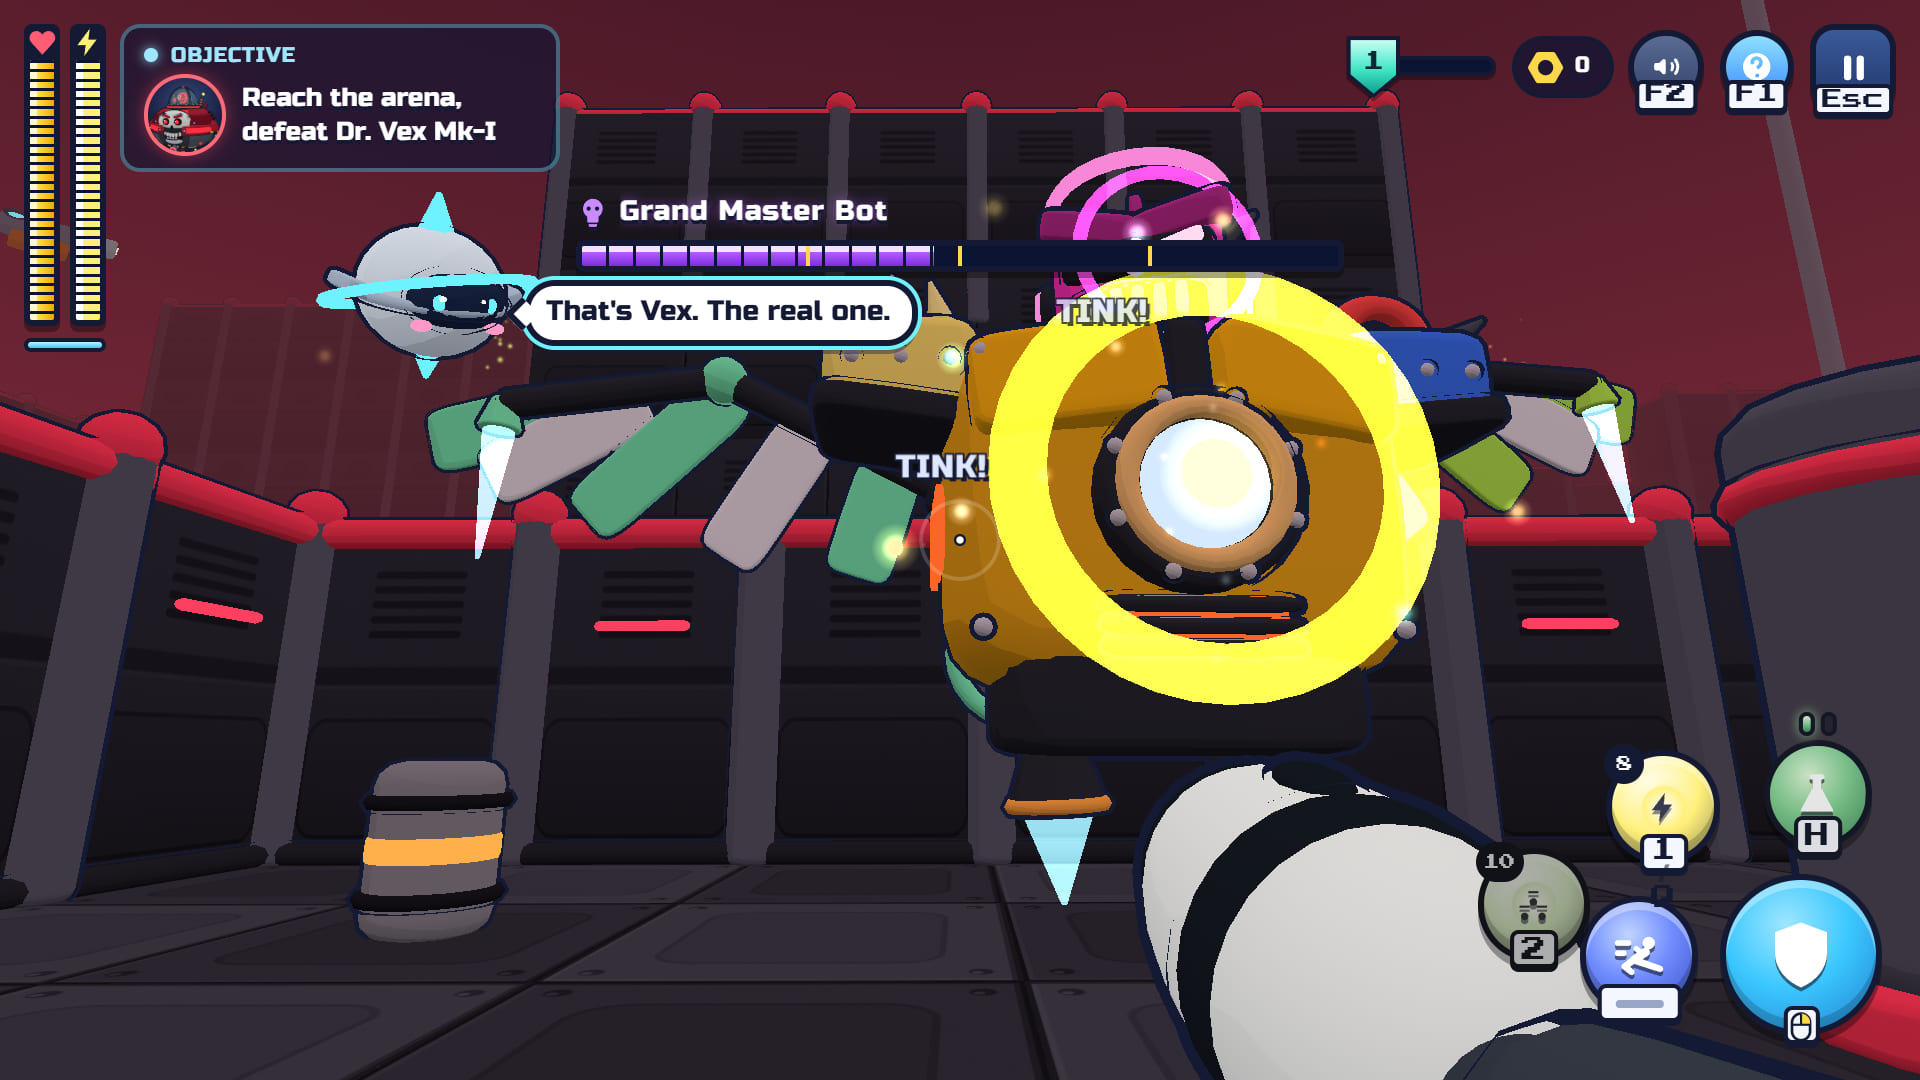 OBJECTIVE
Reach the arena,
defeat Dr. Vex Mk-I
1
0
F2
F1
Esc
Grand Master Bot
That's Vex. The real one.
TINK!
TINK!
8
1
H
10
2